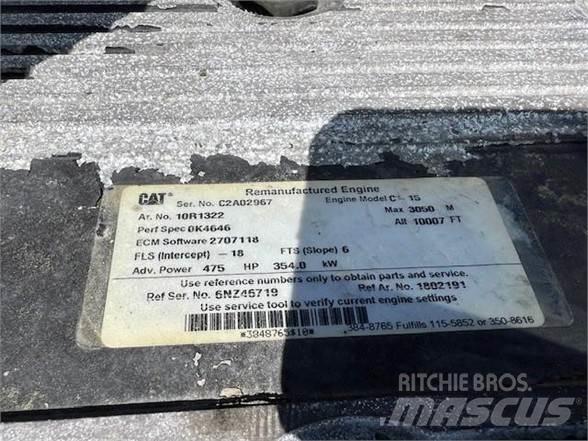 CAT Remanufactured Engine
Ser. No. C2A02967 Engine Model C- 15
Ar. No. 10R1322 Max 3050 M
Perf Spec 0K4646 Alt 10007 FT
ECM Software 2707118
FLS (Intercept) -18 FTS (Slope) 6
Adv. Power 475 HP 354.0 kW
Use reference numbers only to obtain parts and service.
Ref Ser. No. 6NZ46719 Ref Ar. No. 1802191
Use service tool to verify current engine settings
*3848765$10* 384-8765 Fulfills 115-5852 or 350-8616
RITCHIE BROS.
MASCUS